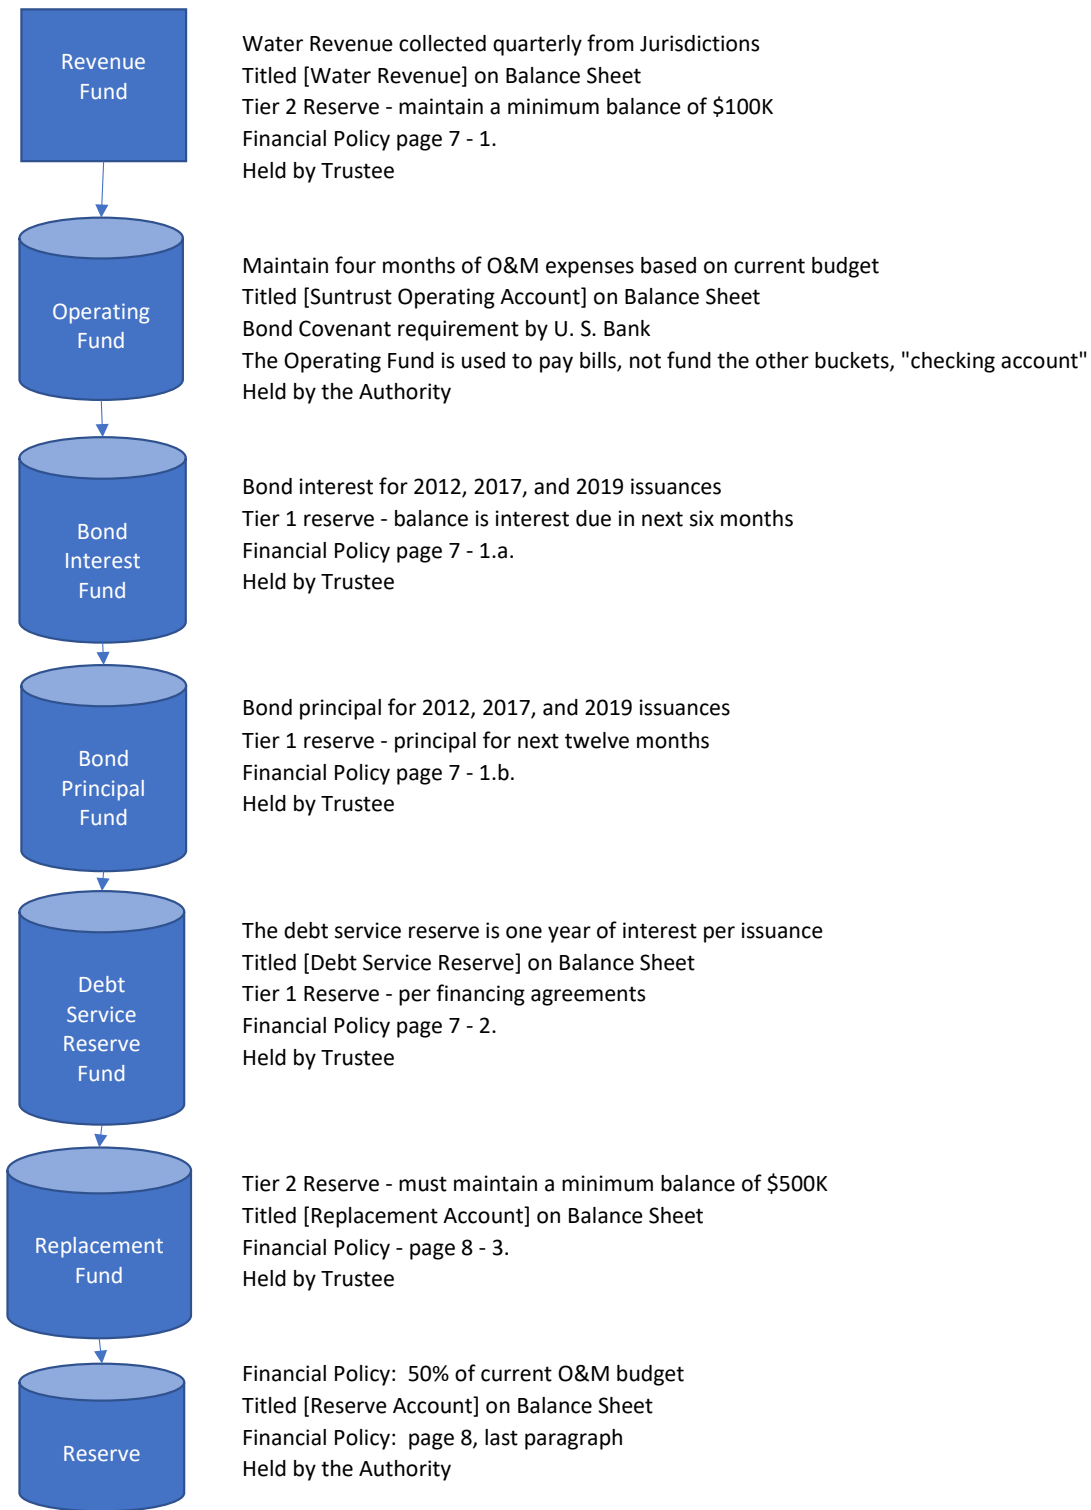 Revenue
Fund
Water Revenue collected quarterly from Jurisdictions
Titled [Water Revenue] on Balance Sheet
Tier 2 Reserve - maintain a minimum balance of $100K
Financial Policy page 7 - 1.
Held by Trustee
Operating
Fund
Maintain four months of O&M expenses based on current budget
Titled [Suntrust Operating Account] on Balance Sheet
Bond Covenant requirement by U. S. Bank
The Operating Fund is used to pay bills, not fund the other buckets, "checking account"
Held by the Authority
Bond
Interest
Fund
Bond interest for 2012, 2017, and 2019 issuances
Tier 1 reserve - balance is interest due in next six months
Financial Policy page 7 - 1.a.
Held by Trustee
Bond
Principal
Fund
Bond principal for 2012, 2017, and 2019 issuances
Tier 1 reserve - principal for next twelve months
Financial Policy page 7 - 1.b.
Held by Trustee
Debt
Service
Reserve
Fund
The debt service reserve is one year of interest per issuance
Titled [Debt Service Reserve] on Balance Sheet
Tier 1 Reserve - per financing agreements
Financial Policy page 7 - 2.
Held by Trustee
Replacement
Fund
Tier 2 Reserve - must maintain a minimum balance of $500K
Titled [Replacement Account] on Balance Sheet
Financial Policy - page 8 - 3.
Held by Trustee
Reserve
Financial Policy:  50% of current O&M budget
Titled [Reserve Account] on Balance Sheet
Financial Policy:  page 8, last paragraph
Held by the Authority